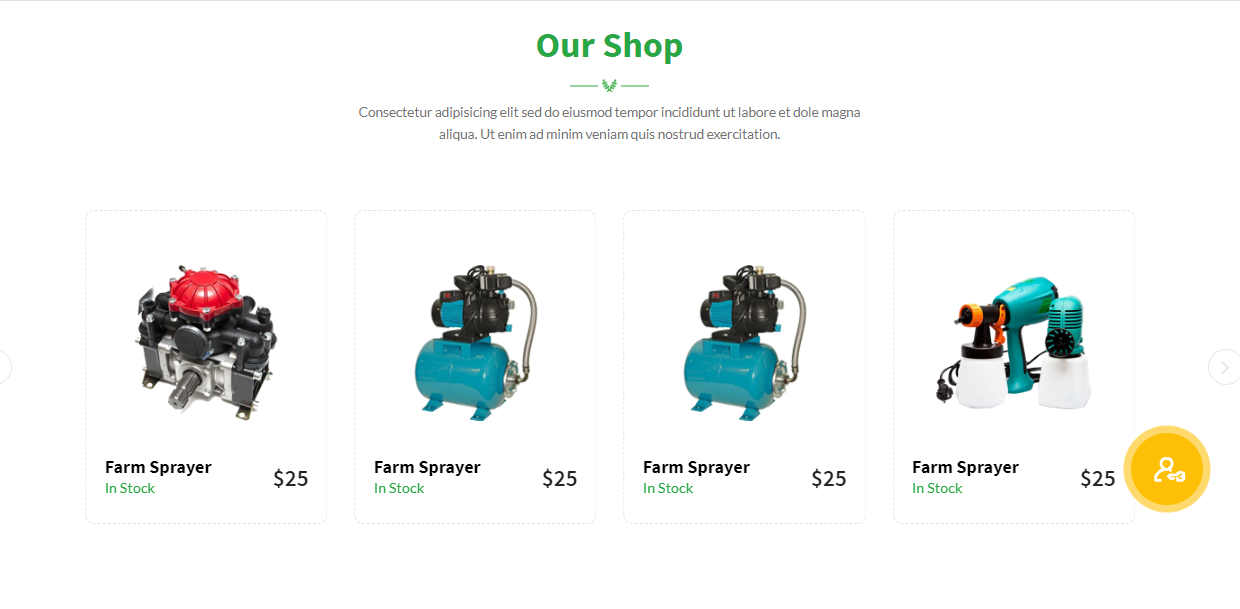 Our Shop
Consectetur adipisicing elit sed do eiusmod tempor incididunt ut labore et dole magna
aliqua. Ut enim ad minim veniam quis nostrud exercitation.
Farm Sprayer
In Stock
$25
Farm Sprayer
In Stock
$25
Farm Sprayer
In Stock
$25
Farm Sprayer
In Stock
$25